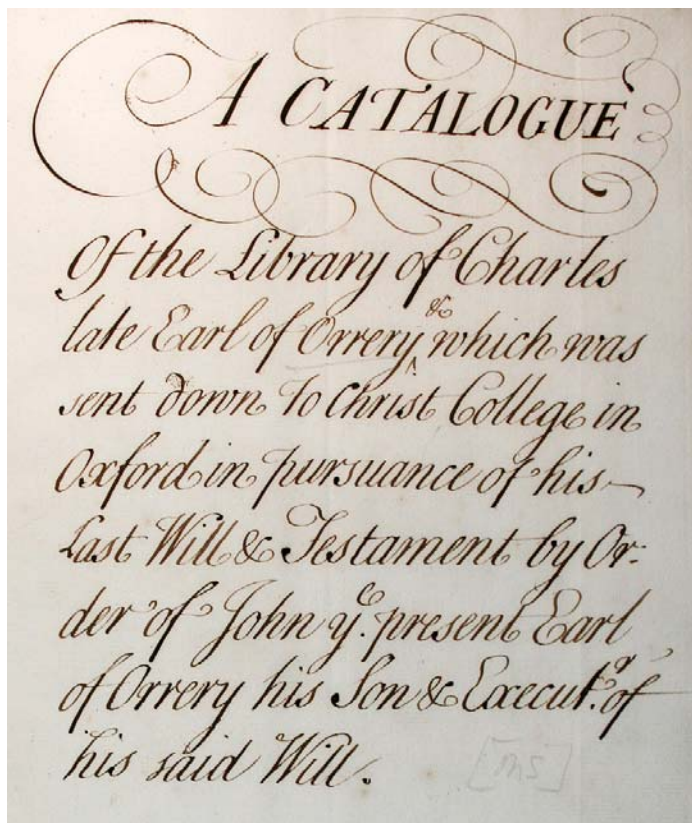 A CATALOGUE
Of the Library of Charles
late Earl of Orrery & which was
sent down To Christ College in
Oxford in pursuance of his
Last Will & Testament by Or-
der of John ye. present Earl
of Orrery his Son & Execut.or of
his said Will.
[MS]